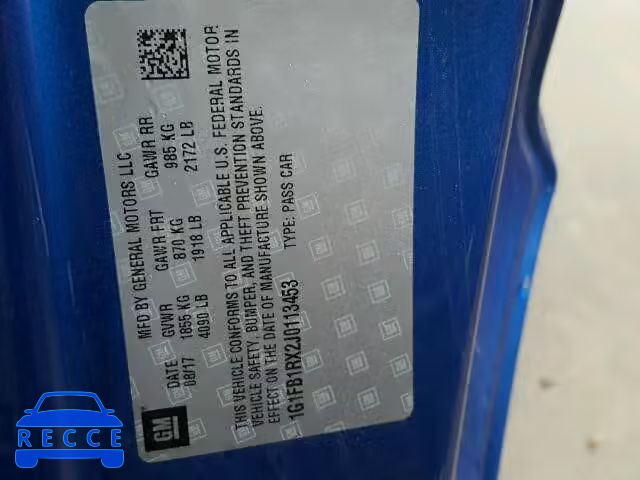 MFD BY GENERAL MOTORS LLC
DATE GVWR GAWR FRT GAWR RR
08/17 1855 KG 870 KG 985 KG
4090 LB 1918 LB 2172 LB
THIS VEHICLE CONFORMS TO ALL APPLICABLE U.S. FEDERAL MOTOR
VEHICLE SAFETY, BUMPER, AND THEFT PREVENTION STANDARDS IN
EFFECT ON THE DATE OF MANUFACTURE SHOWN ABOVE.
1G1FB1RX2J0113453 TYPE: PASS CAR
GM
RECCE